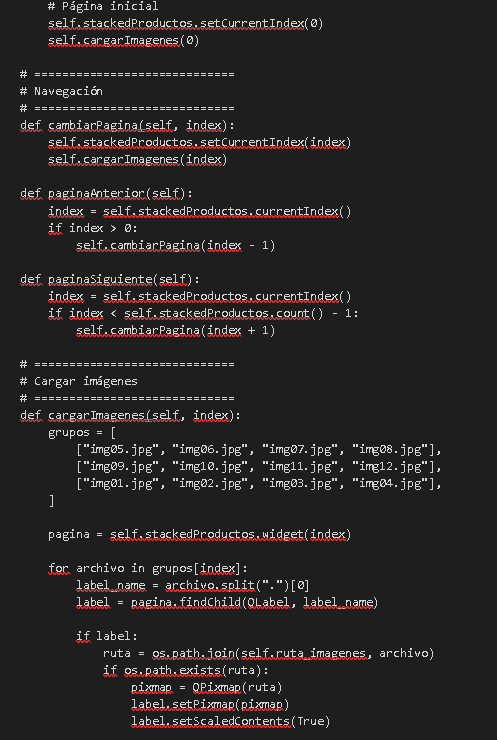 # Página inicial
self.stackedProductos.setCurrentIndex(0)
self.cargarImagenes(0)
# =============================
# Navegación
# =============================
def cambiarPagina(self, index):
self.stackedProductos.setCurrentIndex(index)
self.cargarImagenes(index)
def paginaAnterior(self):
index = self.stackedProductos.currentIndex()
if index > 0:
self.cambiarPagina(index - 1)
def paginaSiguiente(self):
index = self.stackedProductos.currentIndex()
if index < self.stackedProductos.count() - 1:
self.cambiarPagina(index + 1)
# =============================
# Cargar imágenes
# =============================
def cargarImagenes(self, index):
grupos = [
["img05.jpg", "img06.jpg", "img07.jpg", "img08.jpg"],
["img09.jpg", "img10.jpg", "img11.jpg", "img12.jpg"],
["img01.jpg", "img02.jpg", "img03.jpg", "img04.jpg"],
]
pagina = self.stackedProductos.widget(index)
for archivo in grupos[index]:
label_name = archivo.split(".")[0]
label = pagina.findChild(QLabel, label_name)
if label:
ruta = os.path.join(self.ruta_imagenes, archivo)
if os.path.exists(ruta):
pixmap = QPixmap(ruta)
label.setPixmap(pixmap)
label.setScaledContents(True)